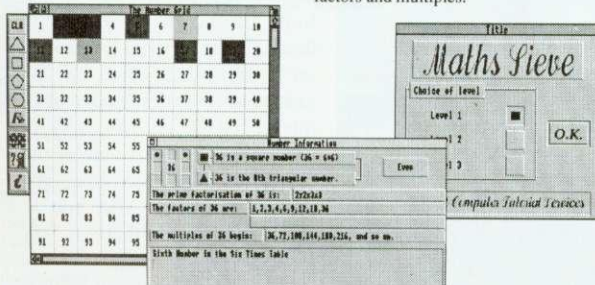 factors and multiples.
The Number Grid
CLR
1 4 6 7 8 9 10
12 13 14 15 16 18 20
21 22 23 24 25 26 27 28 29 30
31 32 33 34 35 36 37 38 39 40
41 42 43 44 45 46 47 48 49 50
51 52 53 54 55
61 62 63 64 65
71 72 73 74 75
81 82 83 84 85
91 92 93 94 95
Title
Maths Sieve
Choice of level
Level 1
2
3
O.K.
Computer Tutorial Services
Number Information
36
36 is a square number (36 = 6x6)
36 is the 8th triangular number.
Even
The prime factorisation of 36 is: 2x2x3x3
The factors of 36 are: 1,2,3,4,6,9,12,18,36
The multiples of 36 begin: 36,72,108,144,180,216, and so on.
Sixth Number in the Six Times Table